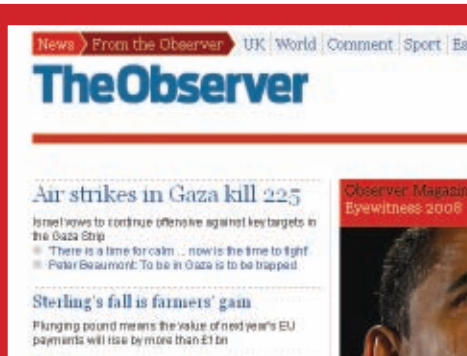 News From the Observer UK World Comment Sport
TheObserver
Air strikes in Gaza kill 225
Israel vows to continue offensive against key targets in
the Gaza Strip
'There is a time for calm ... now is the time to fight'
Peter Beaumont: To be in Gaza is to be trapped
Sterling's fall is farmers' gain
Plunging pound means the value of next year's EU
payments will rise by more than £1bn
Observer Magazin
Eyewitness 2008